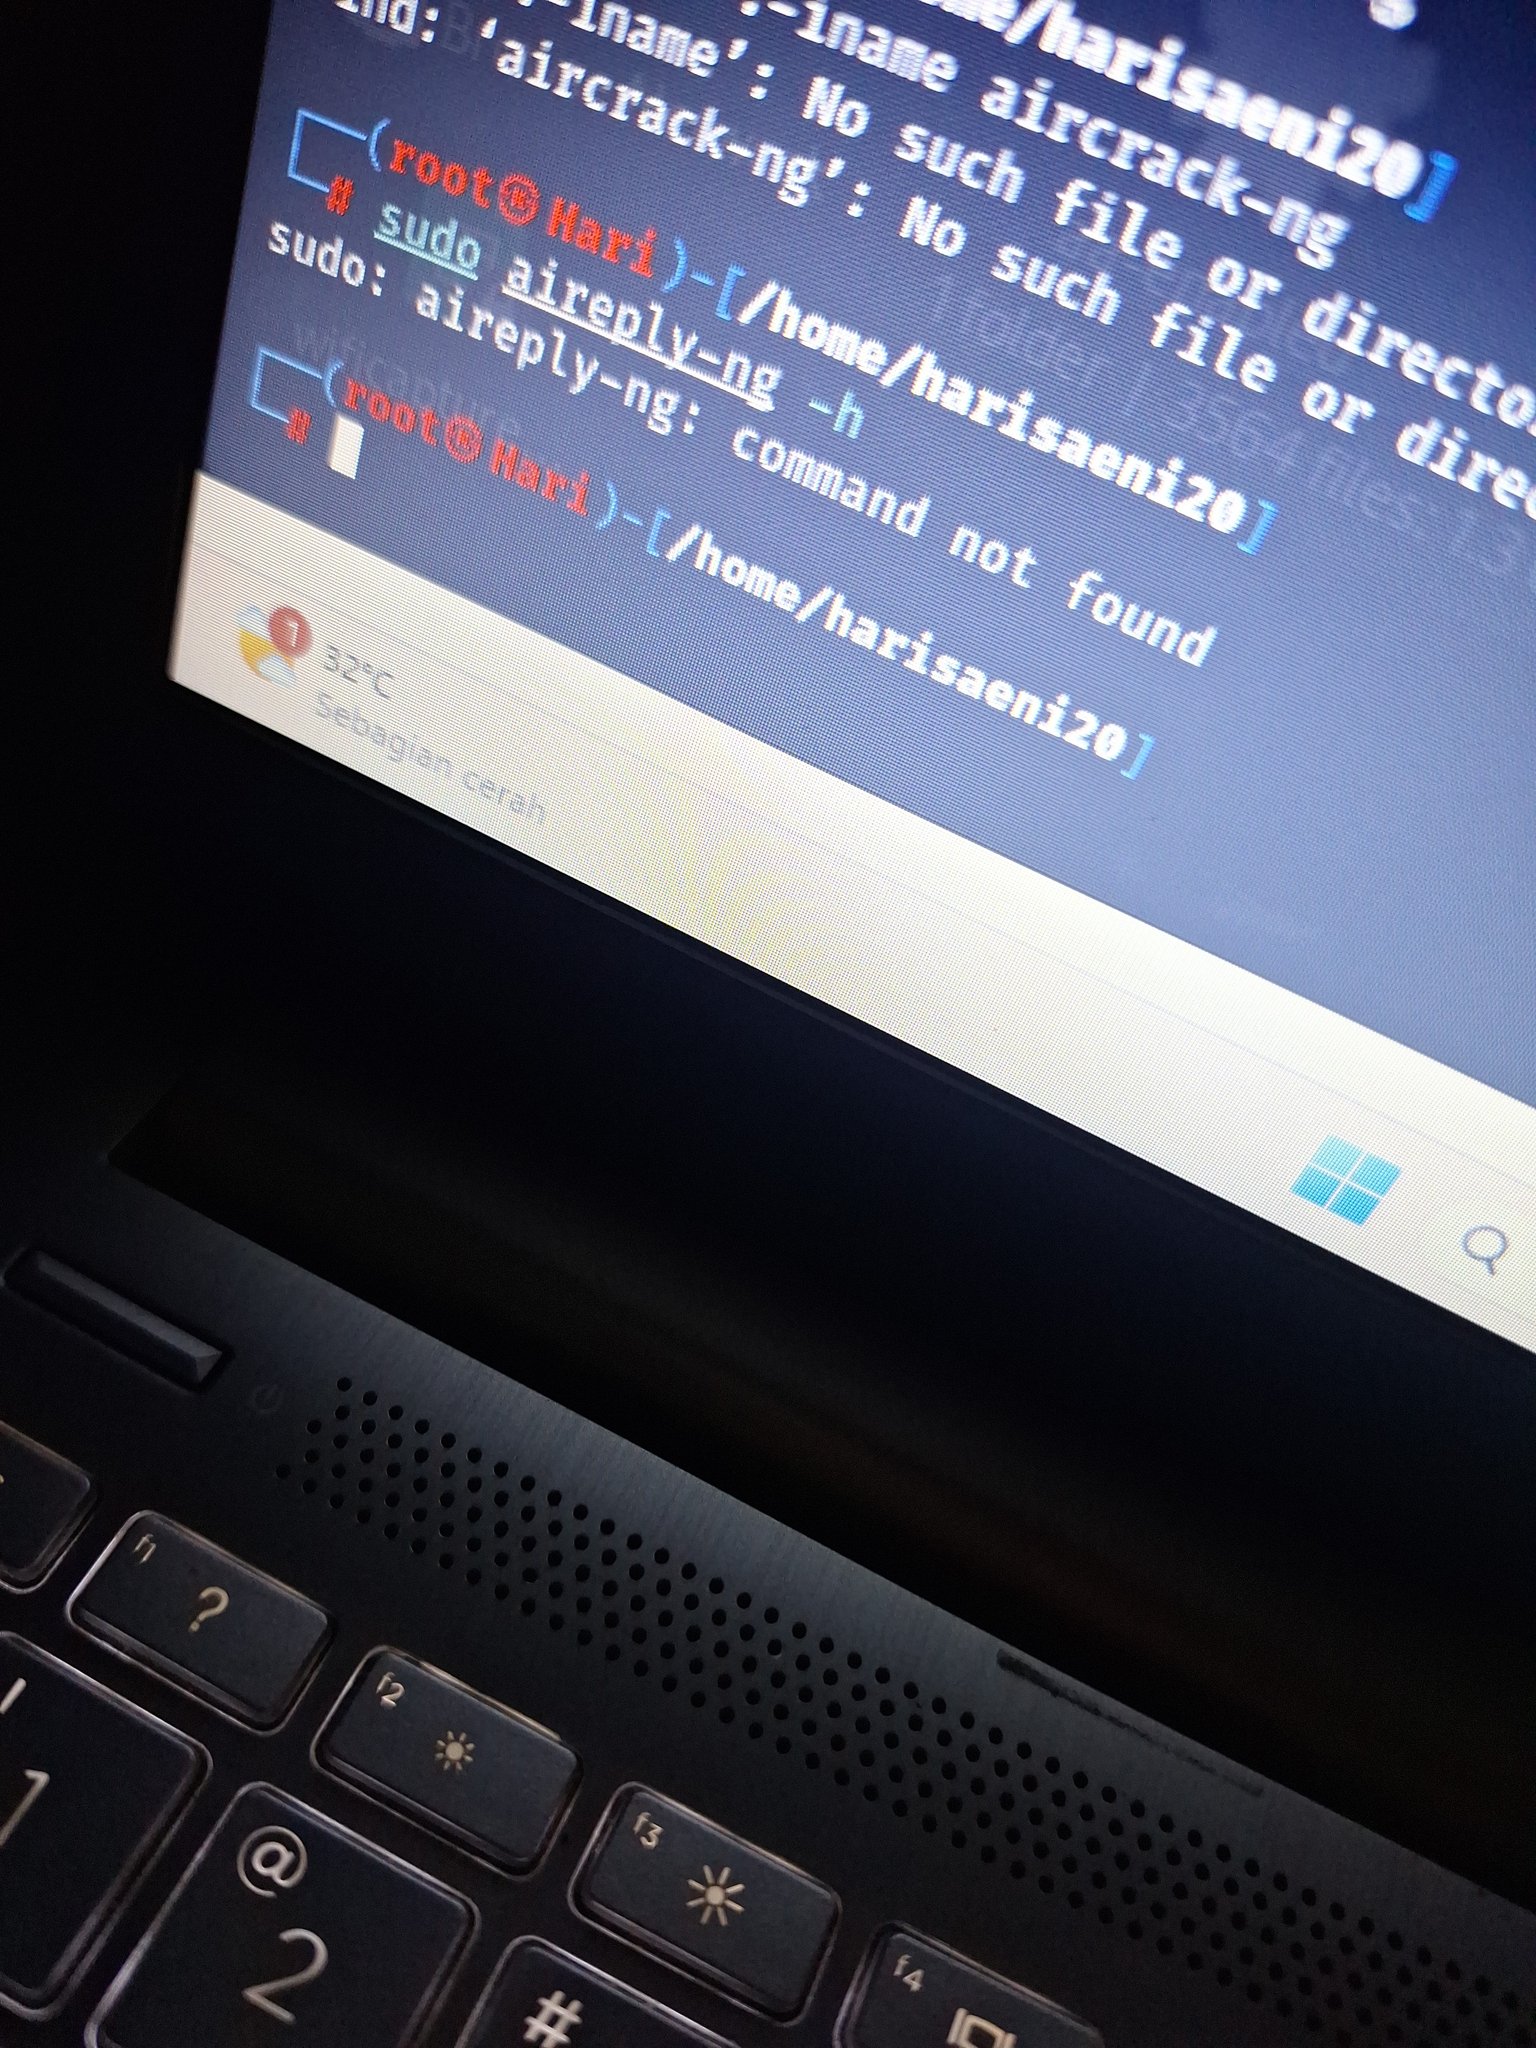 /harisaeni20]
-iname aircrack-ng
-iname’: No such file or directo
‘aircrack-ng’: No such file or direc
┌──(root㉿Hari)-[/home/harisaeni20]
└─# sudo aireply-ng -h
sudo: aireply-ng: command not found
┌──(root㉿Hari)-[/home/harisaeni20]
└─#
1
32°C
Sebagian cerah
f1
?
f2
f3
f4
!
1
@
2
#